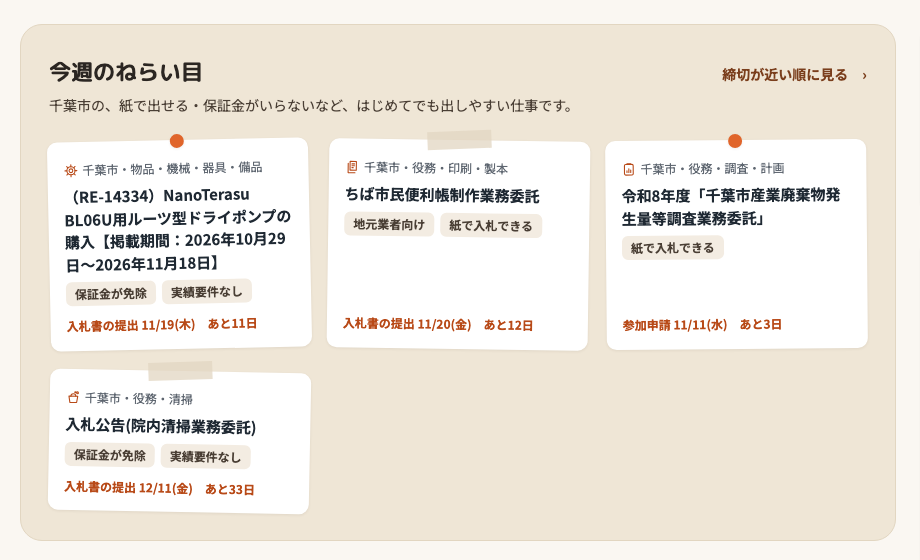 今週のねらい目
締切が近い順に見る ›
千葉市の、紙で出せる・保証金がいらないなど、はじめてでも出しやすい仕事です。
千葉市・物品・機械・器具・備品
（RE-14334）NanoTerasu
BL06U用ルーツ型ドライポンプの
購入【掲載期間：2026年10月29
日〜2026年11月18日】
保証金が免除 実績要件なし
入札書の提出 11/19(木) あと11日
千葉市・役務・印刷・製本
ちば市民便利帳制作業務委託
地元業者向け 紙で入札できる
入札書の提出 11/20(金) あと12日
千葉市・役務・調査・計画
令和8年度「千葉市産業廃棄物発
生量等調査業務委託」
紙で入札できる
参加申請 11/11(水) あと3日
千葉市・役務・清掃
入札公告(院内清掃業務委託)
保証金が免除 実績要件なし
入札書の提出 12/11(金) あと33日